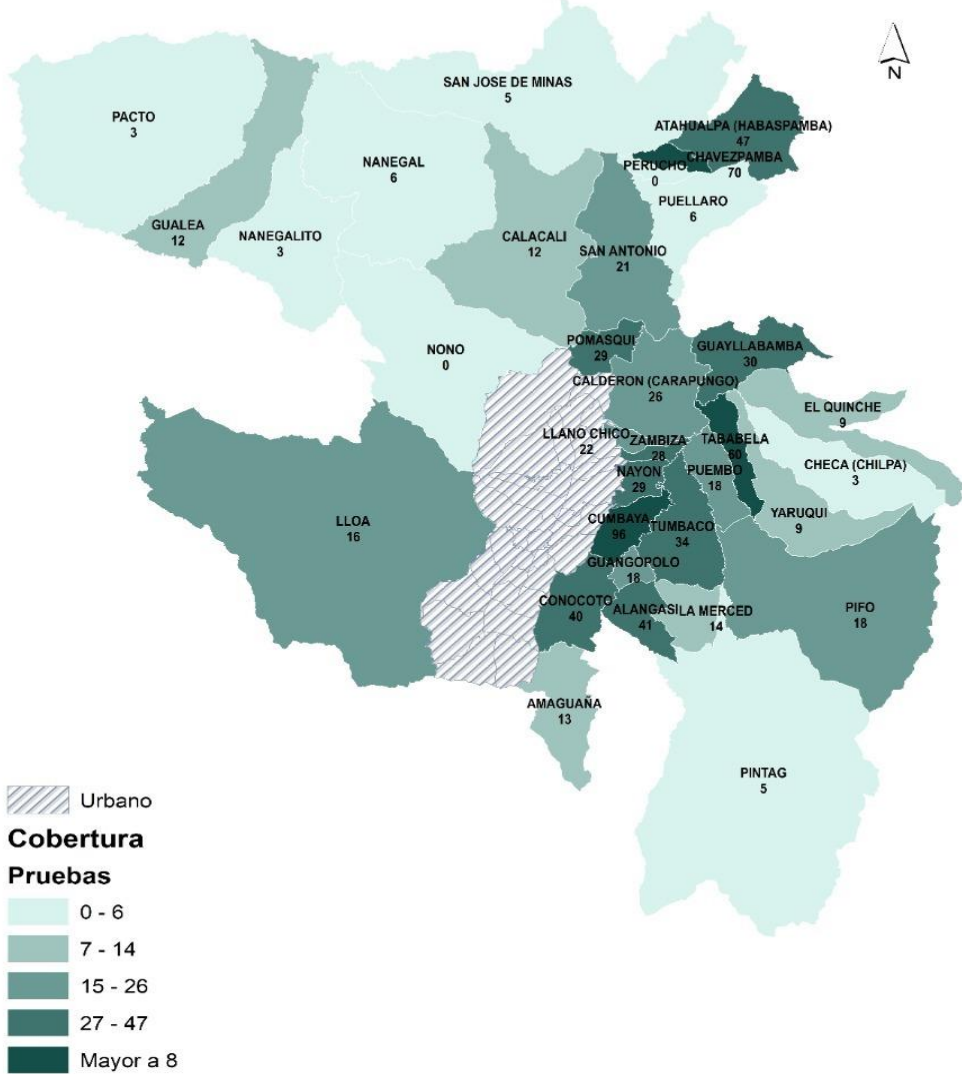 N
SAN JOSE DE MINAS
5
PACTO
3
ATAHUALPA (HABASPAMBA)
47
CHAVEZPAMBA
70
PERUCHO
0
NANEGAL
6
PUELLARO
6
GUALEA
12
NANEGALITO
3
CALACALI
12
SAN ANTONIO
21
NONO
0
POMASQUI
29
GUAYLLABAMBA
30
CALDERON (CARAPUNGO)
26
EL QUINCHE
9
LLANO CHICO
22
ZAMBIZA
28
TABABELA
60
CHECA (CHILPA)
3
NAYON
29
PUEMBO
18
YARUQUI
9
LLOA
16
CUMBAYA
96
TUMBACO
34
GUANGOPOLO
18
CONOCOTO
40
ALANGASI
41
LA MERCED
14
PIFO
18
AMAGUAÑA
13
PINTAG
5
Urbano
Cobertura
Pruebas
0 - 6
7 - 14
15 - 26
27 - 47
Mayor a 8